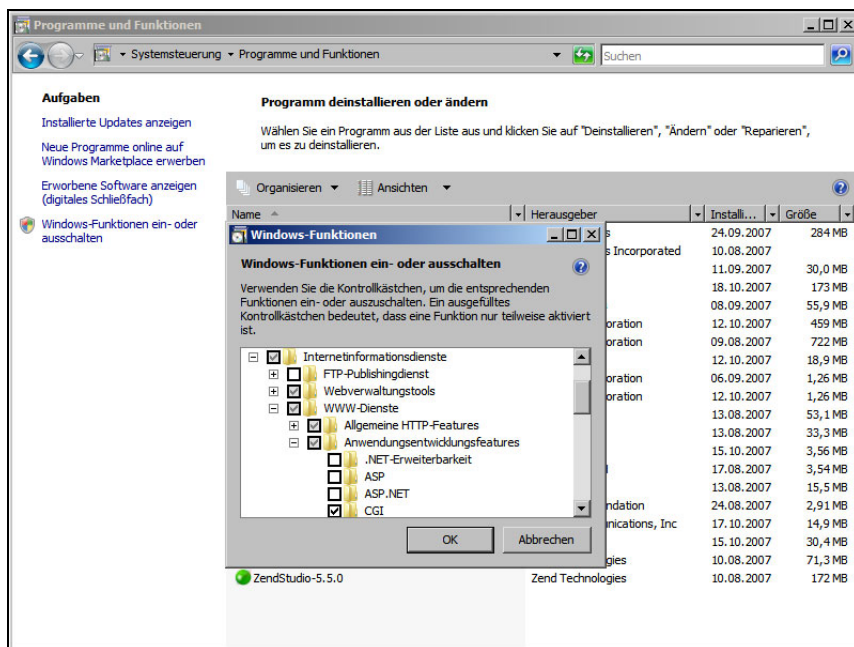 Programme und Funktionen
Systemsteuerung Programme und Funktionen
Suchen
Aufgaben
Installierte Updates anzeigen
Neue Programme online auf
Windows Marketplace erwerben
Erworbene Software anzeigen
(digitales Schließfach)
Windows-Funktionen ein- oder
ausschalten
Programm deinstallieren oder ändern
Wählen Sie ein Programm aus der Liste aus und klicken Sie auf "Deinstallieren", "Ändern" oder "Reparieren",
um es zu deinstallieren.
Organisieren Ansichten
Name Herausgeber Installi... Größe
s 24.09.2007 284 MB
s Incorporated 10.08.2007
11.09.2007 30,0 MB
18.10.2007 173 MB
08.09.2007 55,9 MB
oration 12.10.2007 459 MB
oration 09.08.2007 722 MB
12.10.2007 18,9 MB
oration 06.09.2007 1,26 MB
oration 12.10.2007 1,26 MB
13.08.2007 53,1 MB
13.08.2007 33,3 MB
15.10.2007 3,56 MB
17.08.2007 3,54 MB
13.08.2007 15,5 MB
ndation 24.08.2007 2,91 MB
unications, Inc 17.10.2007 14,9 MB
15.10.2007 30,4 MB
gies 10.08.2007 71,3 MB
ZendStudio-5.5.0 Zend Technologies 10.08.2007 172 MB
Windows-Funktionen
Windows-Funktionen ein- oder ausschalten
Verwenden Sie die Kontrollkästchen, um die entsprechenden
Funktionen ein- oder auszuschalten. Ein ausgefülltes
Kontrollkästchen bedeutet, dass eine Funktion nur teilweise aktiviert
ist.
Internetinformationsdienste
FTP-Publishingdienst
Webverwaltungstools
WWW-Dienste
Allgemeine HTTP-Features
Anwendungsentwicklungsfeatures
.NET-Erweiterbarkeit
ASP
ASP.NET
CGI
OK Abbrechen